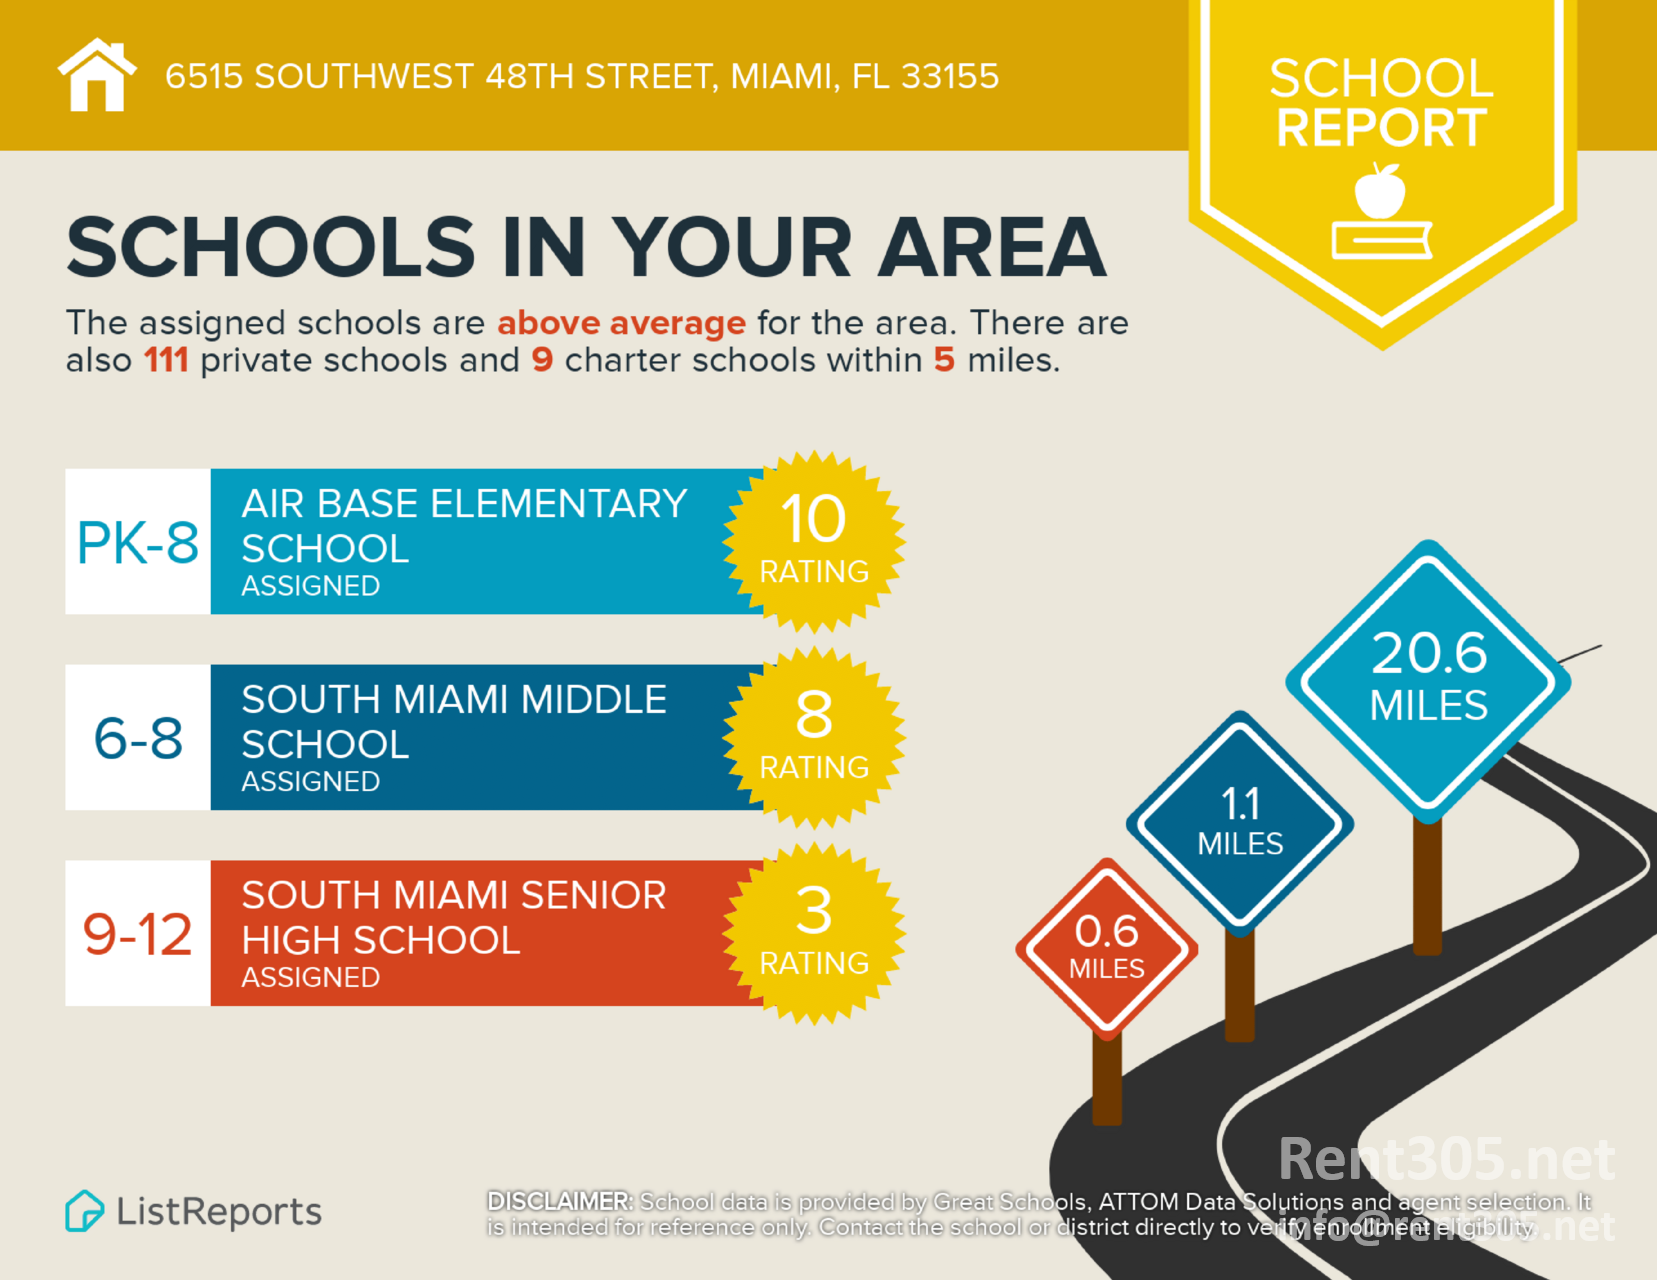 6515 SOUTHWEST 48TH STREET, MIAMI, FL 33155
SCHOOL
REPORT
SCHOOLS IN YOUR AREA
The assigned schools are above average for the area. There are
also 111 private schools and 9 charter schools within 5 miles.
PK-8
AIR BASE ELEMENTARY
SCHOOL
ASSIGNED
10
RATING
6-8
SOUTH MIAMI MIDDLE
SCHOOL
ASSIGNED
8
RATING
9-12
SOUTH MIAMI SENIOR
HIGH SCHOOL
ASSIGNED
3
RATING
20.6
MILES
1.1
MILES
0.6
MILES
Rent305.net
ListReports
DISCLAIMER: School data is provided by Great Schools, ATTOM Data Solutions and agent selection. It
is intended for reference only. Contact the school or district directly to verify enrollment eligibility.
info@rent305.net